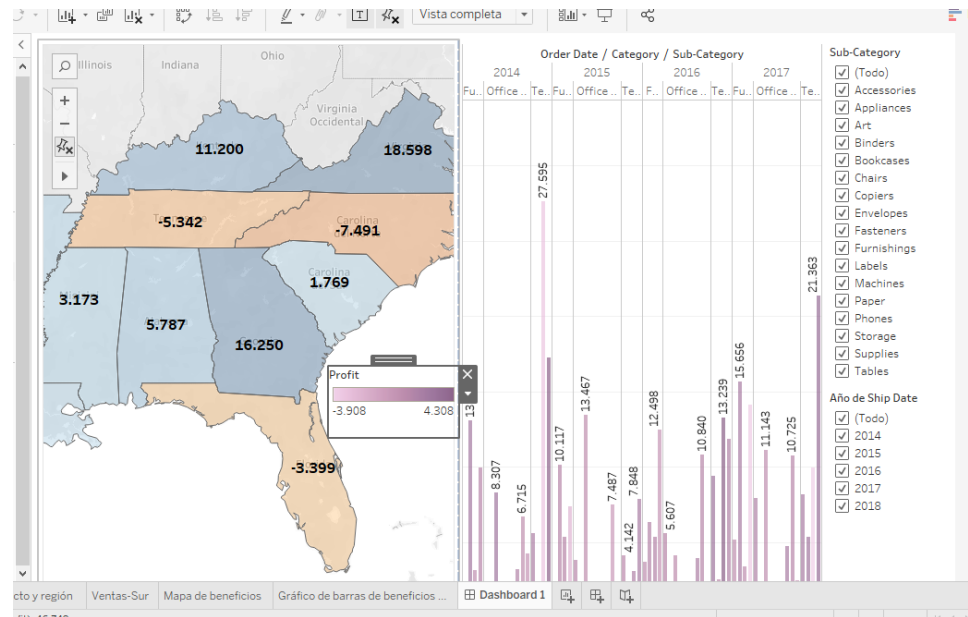 Vista completa
Illinois
Indiana
Ohio
Virginia
Occidental
11.200
18.598
-5.342
Carolina
-7.491
Carolina
1.769
3.173
5.787
16.250
-3.399
Profit
-3.908 4.308
Order Date / Category / Sub-Category
2014 2015 2016 2017
Fu.. Office .. Te.. Fu.. Office .. Te.. F.. Office .. Te.. Fu.. Office .. Te..
13
8.307
6.715
27.595
10.117
13.467
7.487
4.142
7.848
12.498
5.607
10.840
13.239
15.656
11.143
10.725
21.363
Sub-Category
(Todo)
Accessories
Appliances
Art
Binders
Bookcases
Chairs
Copiers
Envelopes
Fasteners
Furnishings
Labels
Machines
Paper
Phones
Storage
Supplies
Tables
Año de Ship Date
(Todo)
2014
2015
2016
2017
2018
cto y región Ventas-Sur Mapa de beneficios Gráfico de barras de beneficios ... Dashboard 1